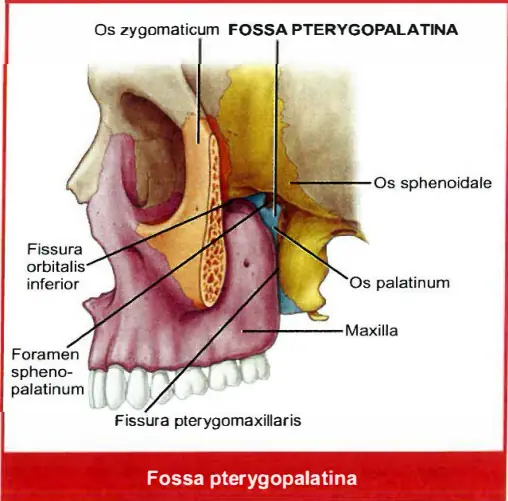 Os zygomaticum FOSSA PTERYGOPALATINA
Os sphenoidale
Fissura
orbitalis
inferior
Os palatinum
Maxilla
Foramen
spheno-
palatinum
Fissura pterygomaxillaris
Fossa pterygopalatina